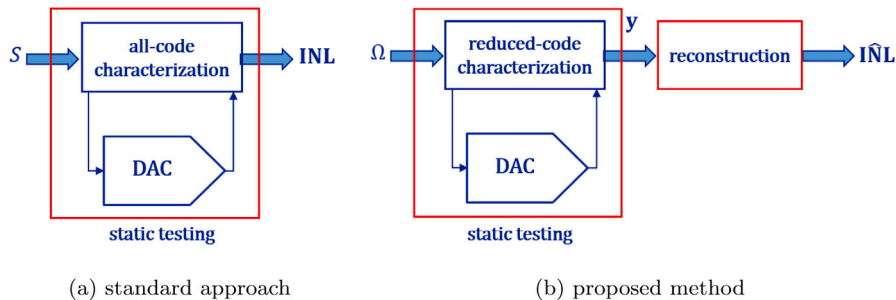 S
all-code
characterization
INL
DAC
static testing
(a) standard approach
Ω
reduced-code
characterization
y
reconstruction
IN̂L
DAC
static testing
(b) proposed method